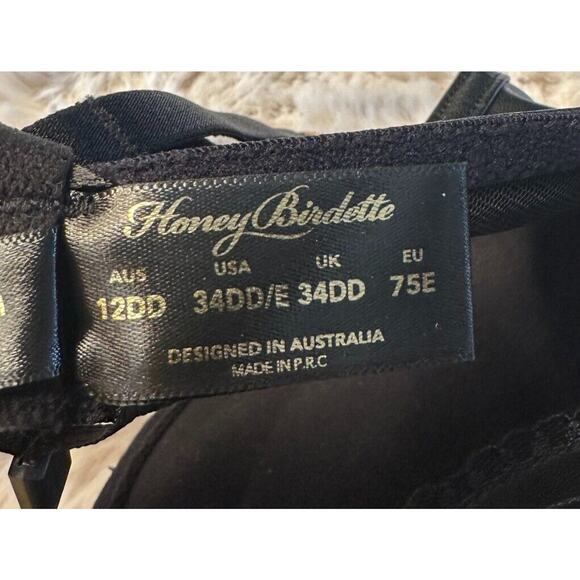 Honey Birdette
AUS USA UK EU
12DD 34DD/E 34DD 75E
DESIGNED IN AUSTRALIA
MADE IN P.R.C